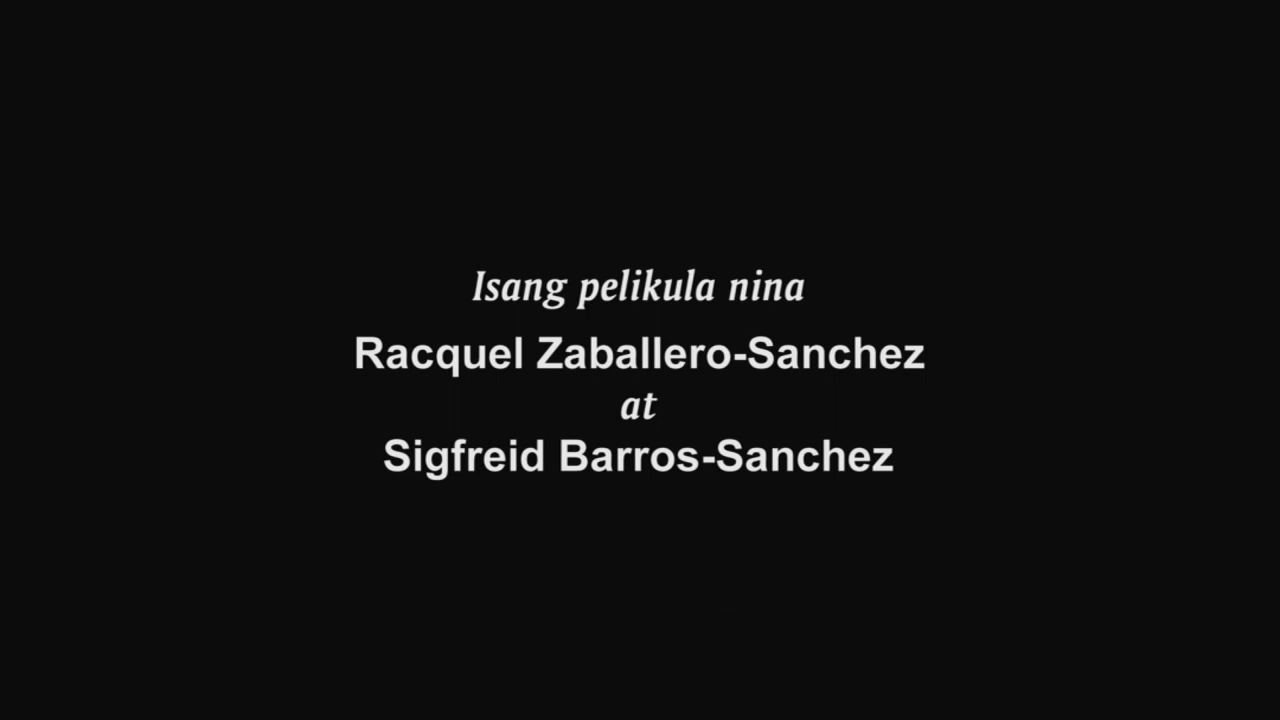 Isang pelikula nina
Racquel Zaballero-Sanchez
at
Sigfreid Barros-Sanchez